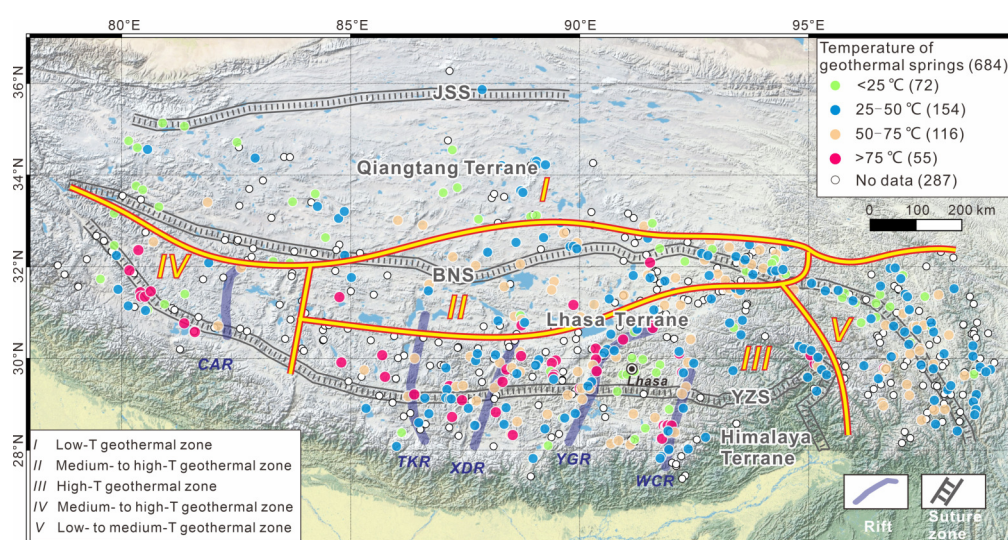 80°E
85°E
90°E
95°E
36°N
34°N
32°N
30°N
28°N
Temperature of
geothermal springs (684)
<25 ℃ (72)
25–50 ℃ (154)
50–75 ℃ (116)
>75 ℃ (55)
No data (287)
0 100 200 km
JSS
Qiangtang Terrane
I
IV
BNS
II
Lhasa Terrane
V
III
CAR
Lhasa
YZS
Himalaya
Terrane
TKR
XDR
YGR
WCR
I Low-T geothermal zone
II Medium- to high-T geothermal zone
III High-T geothermal zone
IV Medium- to high-T geothermal zone
V Low- to medium-T geothermal zone
Rift
Suture
zone